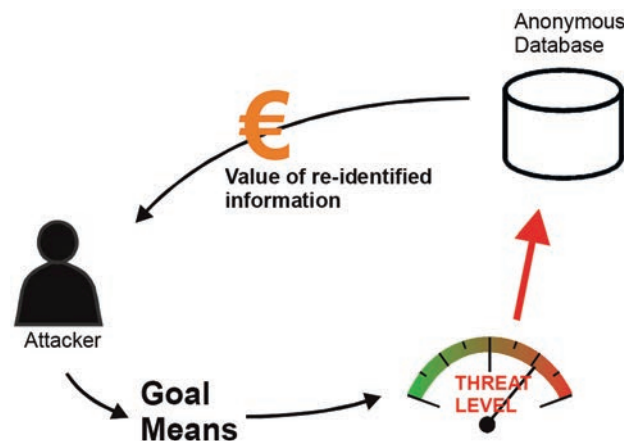 Anonymous
Database
€
Value of re-identified
information
Attacker
Goal
Means
THREAT
LEVEL